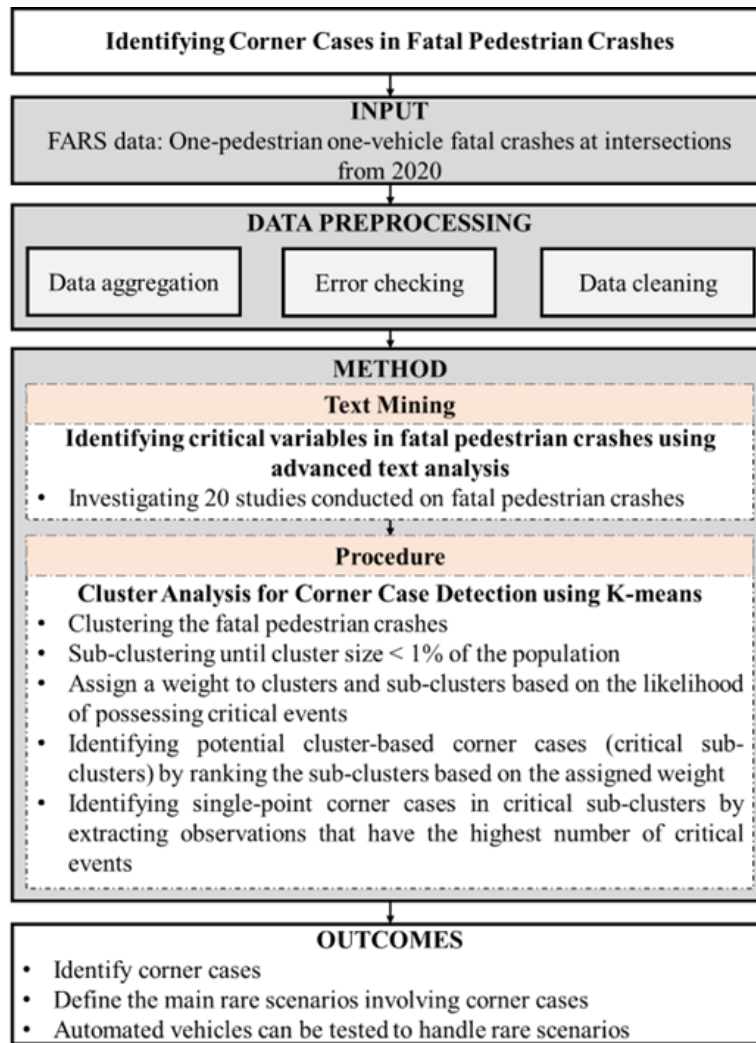 Identifying Corner Cases in Fatal Pedestrian Crashes
INPUT
FARS data: One-pedestrian one-vehicle fatal crashes at intersections
from 2020
DATA PREPROCESSING
Data aggregation
Error checking
Data cleaning
METHOD
Text Mining
Identifying critical variables in fatal pedestrian crashes using
advanced text analysis
• Investigating 20 studies conducted on fatal pedestrian crashes
Procedure
Cluster Analysis for Corner Case Detection using K-means
• Clustering the fatal pedestrian crashes
• Sub-clustering until cluster size < 1% of the population
• Assign a weight to clusters and sub-clusters based on the likelihood
of possessing critical events
• Identifying potential cluster-based corner cases (critical sub-
clusters) by ranking the sub-clusters based on the assigned weight
• Identifying single-point corner cases in critical sub-clusters by
extracting observations that have the highest number of critical
events
OUTCOMES
• Identify corner cases
• Define the main rare scenarios involving corner cases
• Automated vehicles can be tested to handle rare scenarios